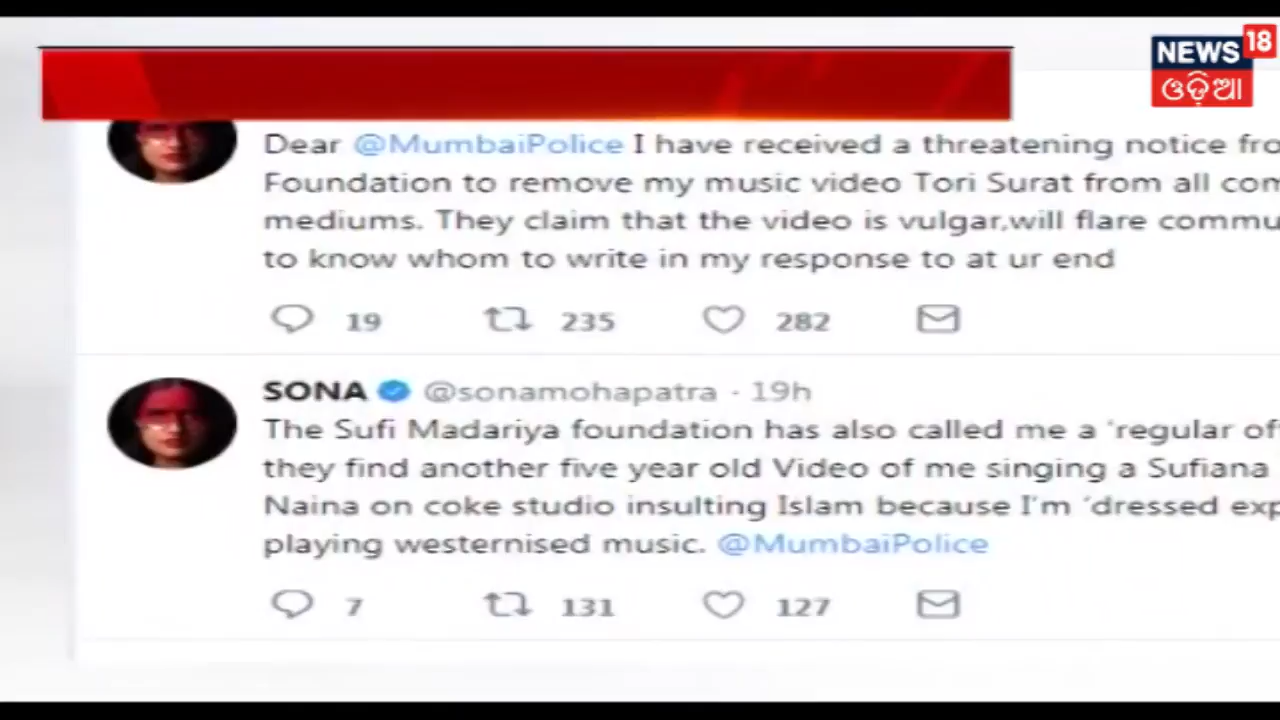 NEWS 18
ଓଡ଼ିଆ
Dear @MumbaiPolice I have received a threatening notice fro
Foundation to remove my music video Tori Surat from all com
mediums. They claim that the video is vulgar,will flare commu
to know whom to write in my response to at ur end
19 235 282
SONA @sonamohapatra · 19h
The Sufi Madariya foundation has also called me a 'regular of
they find another five year old Video of me singing a Sufiana
Naina on coke studio insulting Islam because I'm 'dressed exp
playing westernised music. @MumbaiPolice
7 131 127